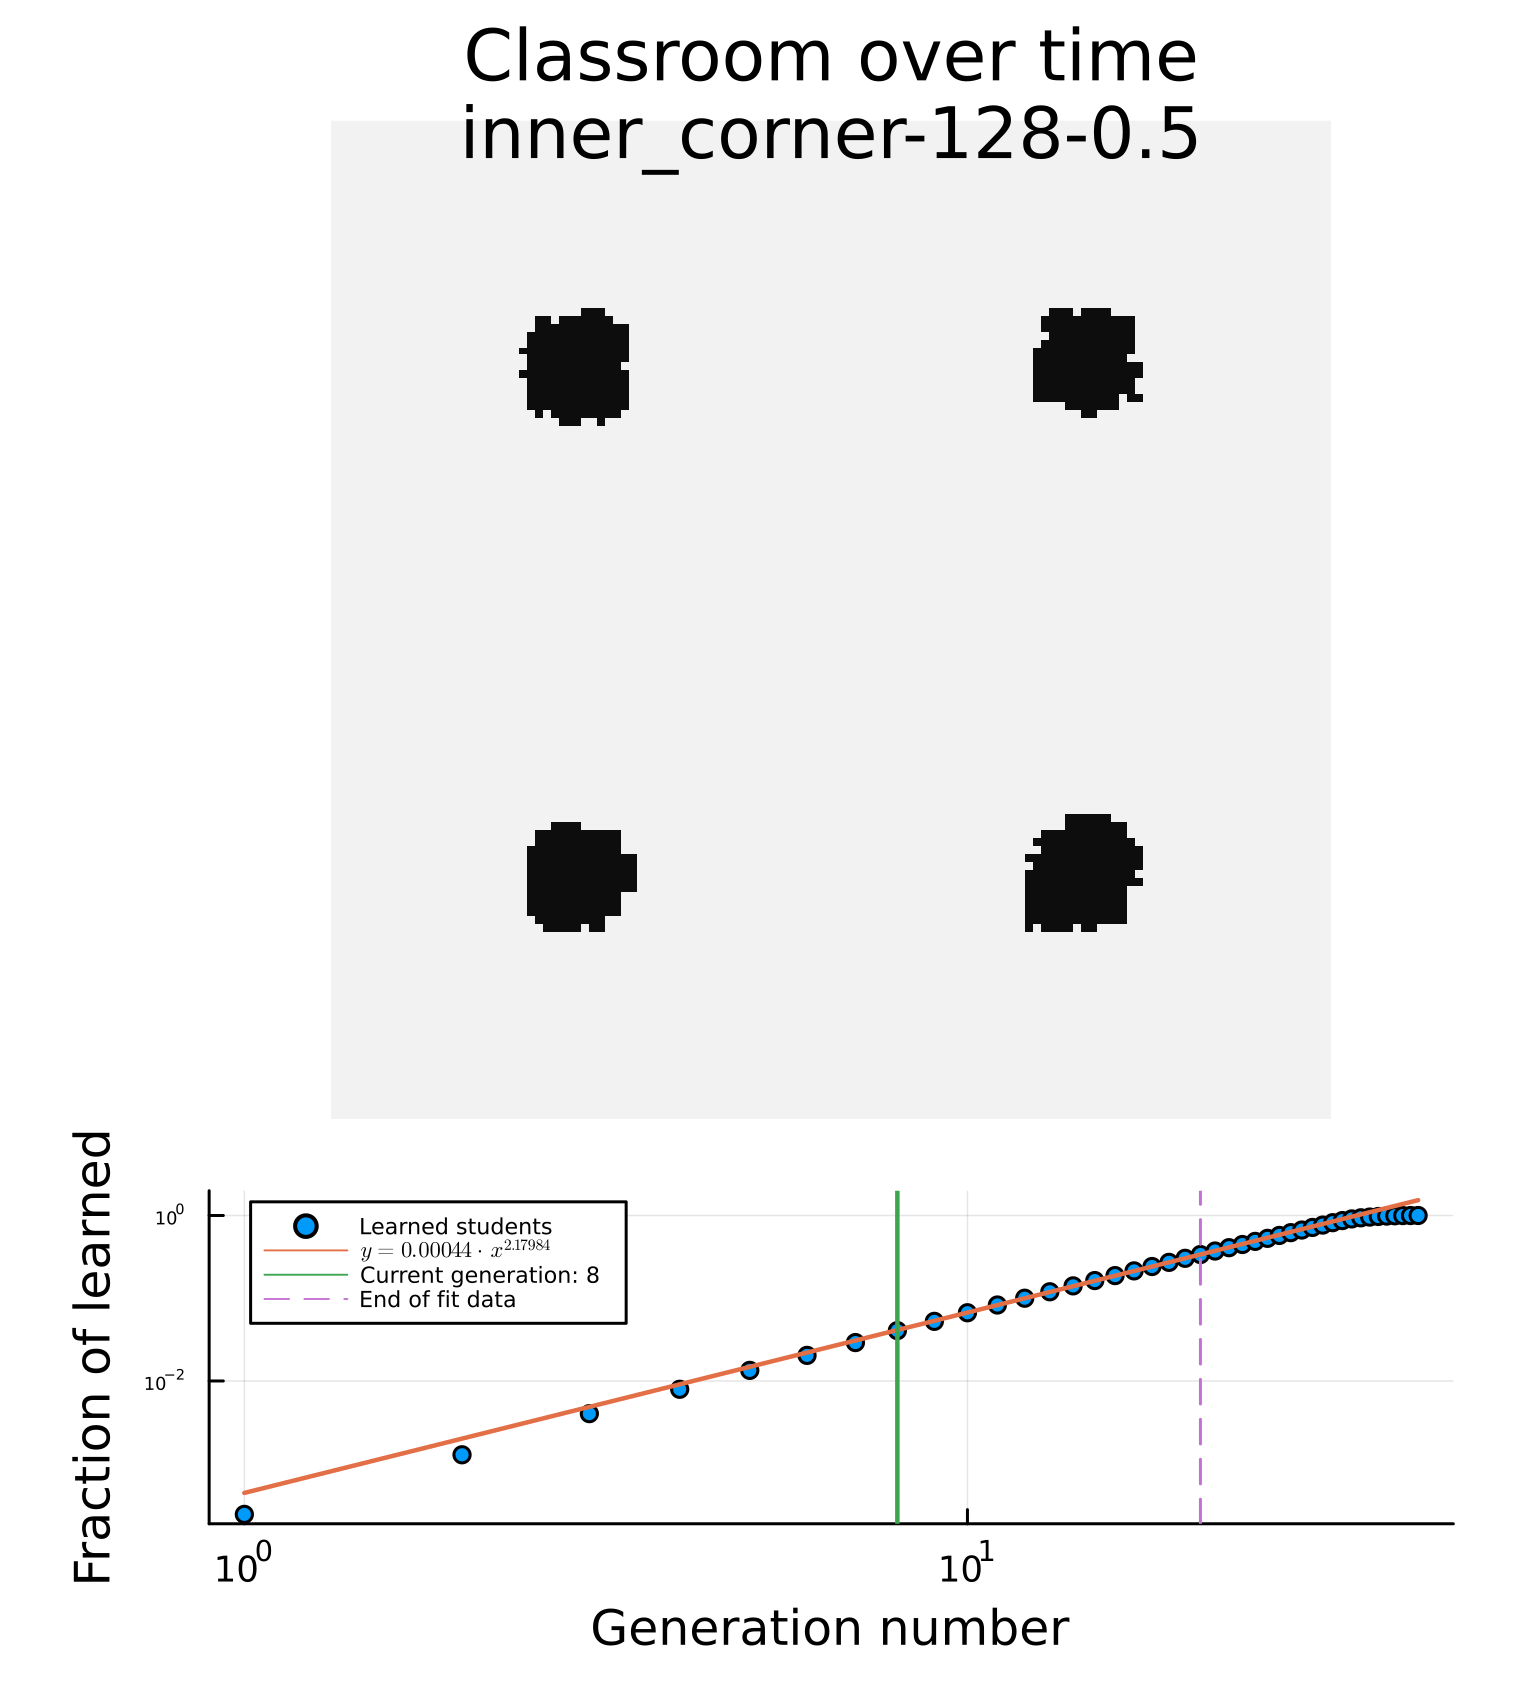 Classroom over time
inner_corner-128-0.5
Fraction of learned
10^0
10^−2
Learned students
y = 0.00044 · x^2.17984
Current generation: 8
End of fit data
10^0
10^1
Generation number